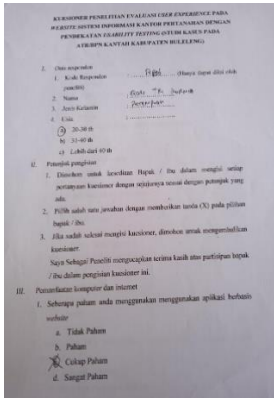 KUESIONER PENELITIAN EVALUASI USER EXPERIENCE PADA
WEBSITE SISTEM INFORMASI KANTOR PERTANAHAN DENGAN
PENDEKATAN USABILITY TESTING (STUDI KASUS PADA
ATR/BPN KANTAH KABUPATEN BULELENG)
I. Data responden
1. Kode Responden : (Hanya dapat diisi oleh
peneliti)
2. Nama :
3. Jenis Kelamin : Perempuan
4. Usia :
a) 20-30 th
b) 31-40 th
c) Lebih dari 40 th
II. Petunjuk pengisian
1. Dimohon untuk kesediaan Bapak / Ibu dalam mengisi setiap
pertanyaan kuesioner dengan sejujurnya sesuai dengan petunjuk yang
ada.
2. Pilih salah satu jawaban dengan memberikan tanda (X) pada pilihan
bapak / ibu.
3. Jika sudah selesai mengisi kuesioner, dimohon untuk mengembalikan
kuesioner.
Saya Sebagai Peneliti mengucapkan terima kasih atas partisipan bapak
/ ibu dalam pengisian kuesioner ini.
III. Pemanfaatan komputer dan internet
1. Seberapa paham anda menggunakan menggunakan aplikasi berbasis
website
a. Tidak Paham
b. Paham
c. Cukup Paham
d. Sangat Paham